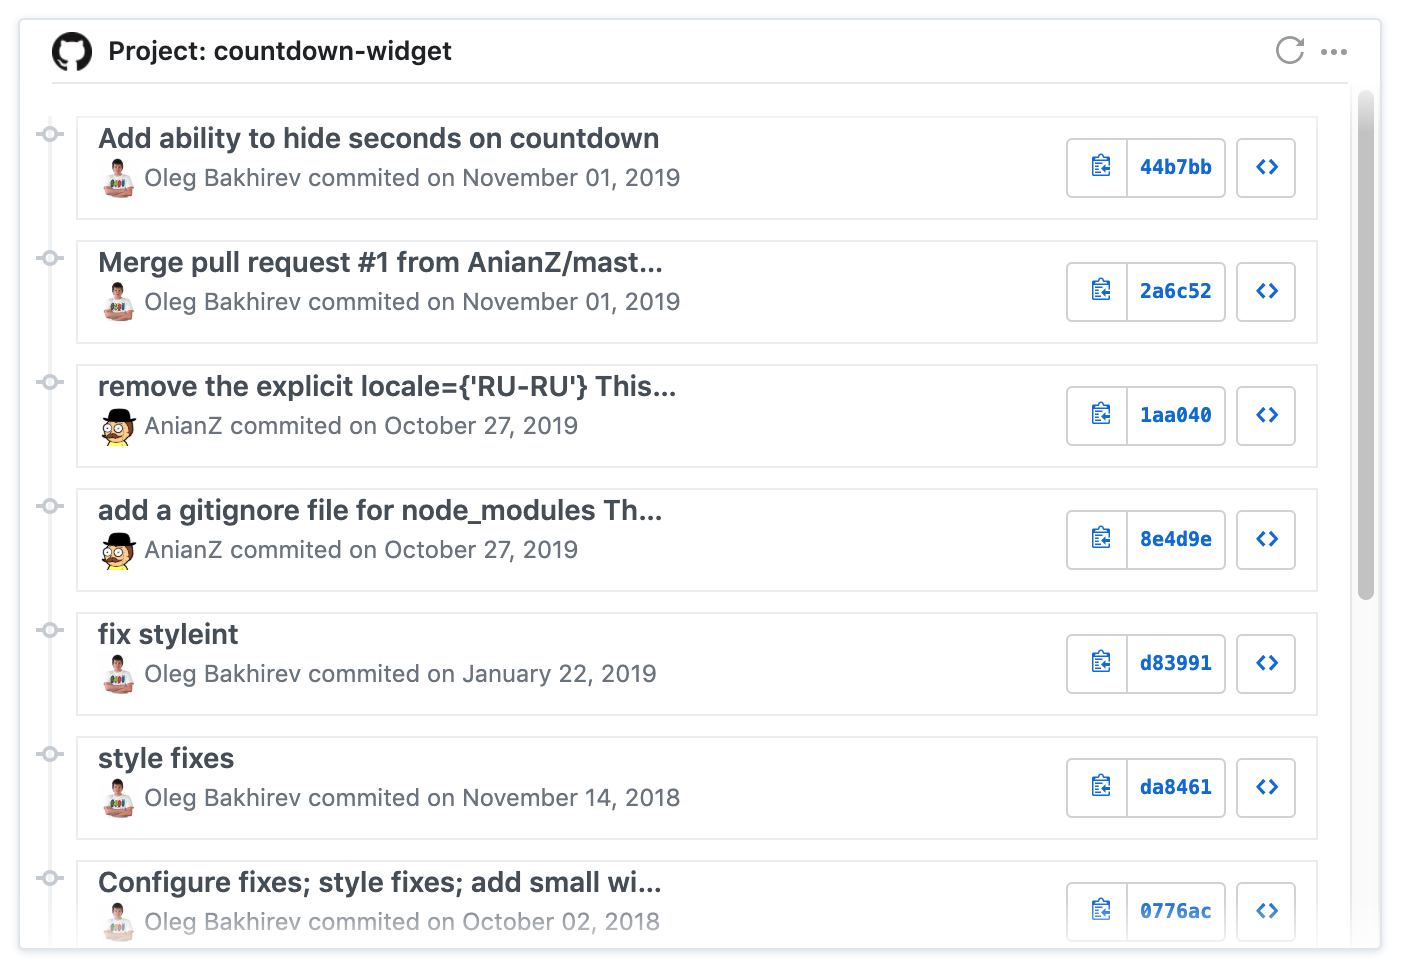 Project: countdown-widget
Add ability to hide seconds on countdown
Oleg Bakhirev commited on November 01, 2019
44b7bb
Merge pull request #1 from AnianZ/mast...
Oleg Bakhirev commited on November 01, 2019
2a6c52
remove the explicit locale={'RU-RU'} This...
AnianZ commited on October 27, 2019
1aa040
add a gitignore file for node_modules Th...
AnianZ commited on October 27, 2019
8e4d9e
fix styleint
Oleg Bakhirev commited on January 22, 2019
d83991
style fixes
Oleg Bakhirev commited on November 14, 2018
da8461
Configure fixes; style fixes; add small wi...
Oleg Bakhirev commited on October 02, 2018
0776ac